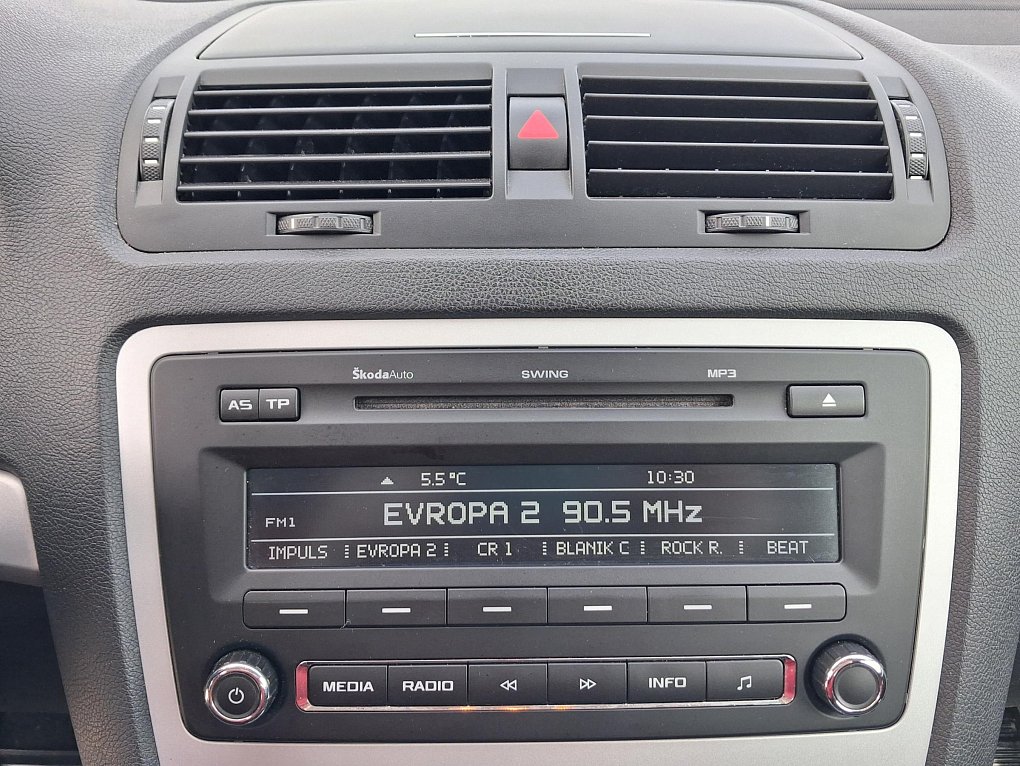 ŠkodaAuto SWING MP3
AS TP
5.5°C 10:30
FM1 EVROPA 2 90.5 MHz
IMPULS EVROPA 2 CR 1 BLANIK C ROCK R. BEAT
MEDIA RADIO INFO